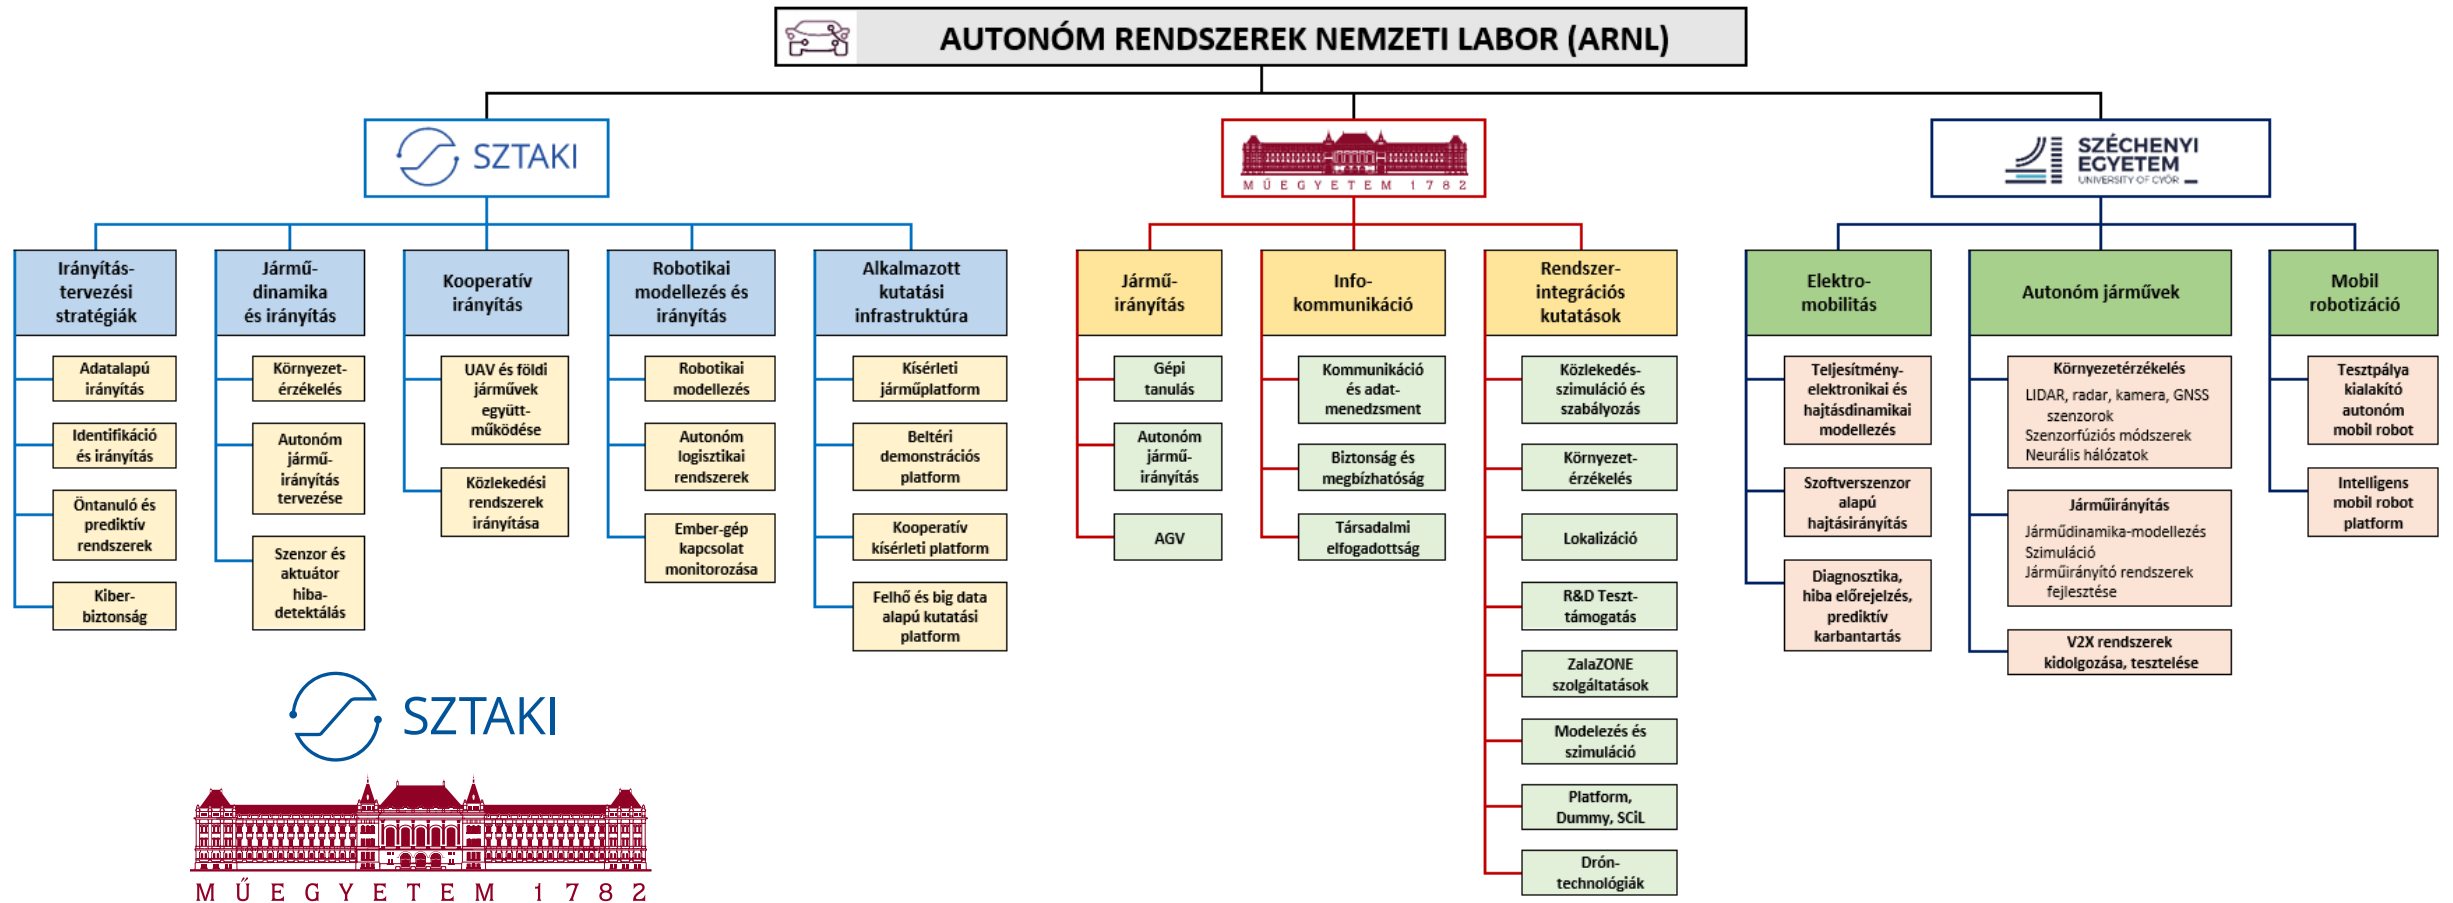 AUTONÓM RENDSZEREK NEMZETI LABOR (ARNL)
SZTAKI
MŰEGYETEM 1782
SZÉCHENYI
EGYETEM
UNIVERSITY OF GYŐR
Irányítás-
tervezési
stratégiák
Adatalapú
irányítás
Identifikáció
és irányítás
Öntanuló és
prediktív
rendszerek
Kiber-
biztonság
Jármű-
dinamika
és irányítás
Környezet-
érzékelés
Autonóm
jármű-
irányítás
tervezése
Szenzor és
aktuátor
hiba-
detektálás
Kooperatív
irányítás
UAV és földi
járművek
együtt-
működése
Közlekedési
rendszerek
irányítása
Robotikai
modellezés és
irányítás
Robotikai
modellezés
Autonóm
logisztikai
rendszerek
Ember-gép
kapcsolat
monitorozása
Alkalmazott
kutatási
infrastruktúra
Kísérleti
járműplatform
Beltéri
demonstrációs
platform
Kooperatív
kísérleti platform
Felhő és big data
alapú kutatási
platform
Jármű-
irányítás
Gépi
tanulás
Autonóm
jármű-
irányítás
AGV
Info-
kommunikáció
Kommunikáció
és adat-
menedzsment
Biztonság és
megbízhatóság
Társadalmi
elfogadottság
Rendszer-
integrációs
kutatások
Közlekedés-
szimuláció és
szabályozás
Környezet-
érzékelés
Lokalizáció
R&D Teszt-
támogatás
ZalaZONE
szolgáltatások
Modelezés és
szimuláció
Platform,
Dummy, SCiL
Drón-
technológiák
Elektro-
mobilitás
Teljesítmény-
elektronikai és
hajtásdinamikai
modellezés
Szoftverszenzor
alapú
hajtásirányítás
Diagnosztika,
hiba előrejelzés,
prediktív
karbantartás
Autonóm járművek
Környezetérzékelés
LIDAR, radar, kamera, GNSS
szenzorok
Szenzorfúziós módszerek
Neurális hálózatok
Járműirányítás
Járműdinamika-modellezés
Szimuláció
Járműirányító rendszerek
fejlesztése
V2X rendszerek
kidolgozása, tesztelése
Mobil
robotizáció
Tesztpálya
kialakító
autonóm
mobil robot
Intelligens
mobil robot
platform
SZTAKI
MŰEGYETEM 1782